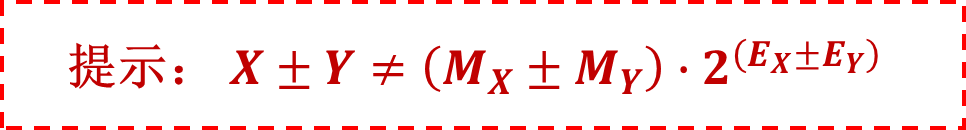 提示： X ± Y ≠ (M_X ± M_Y) · 2^(E_X±E_Y)